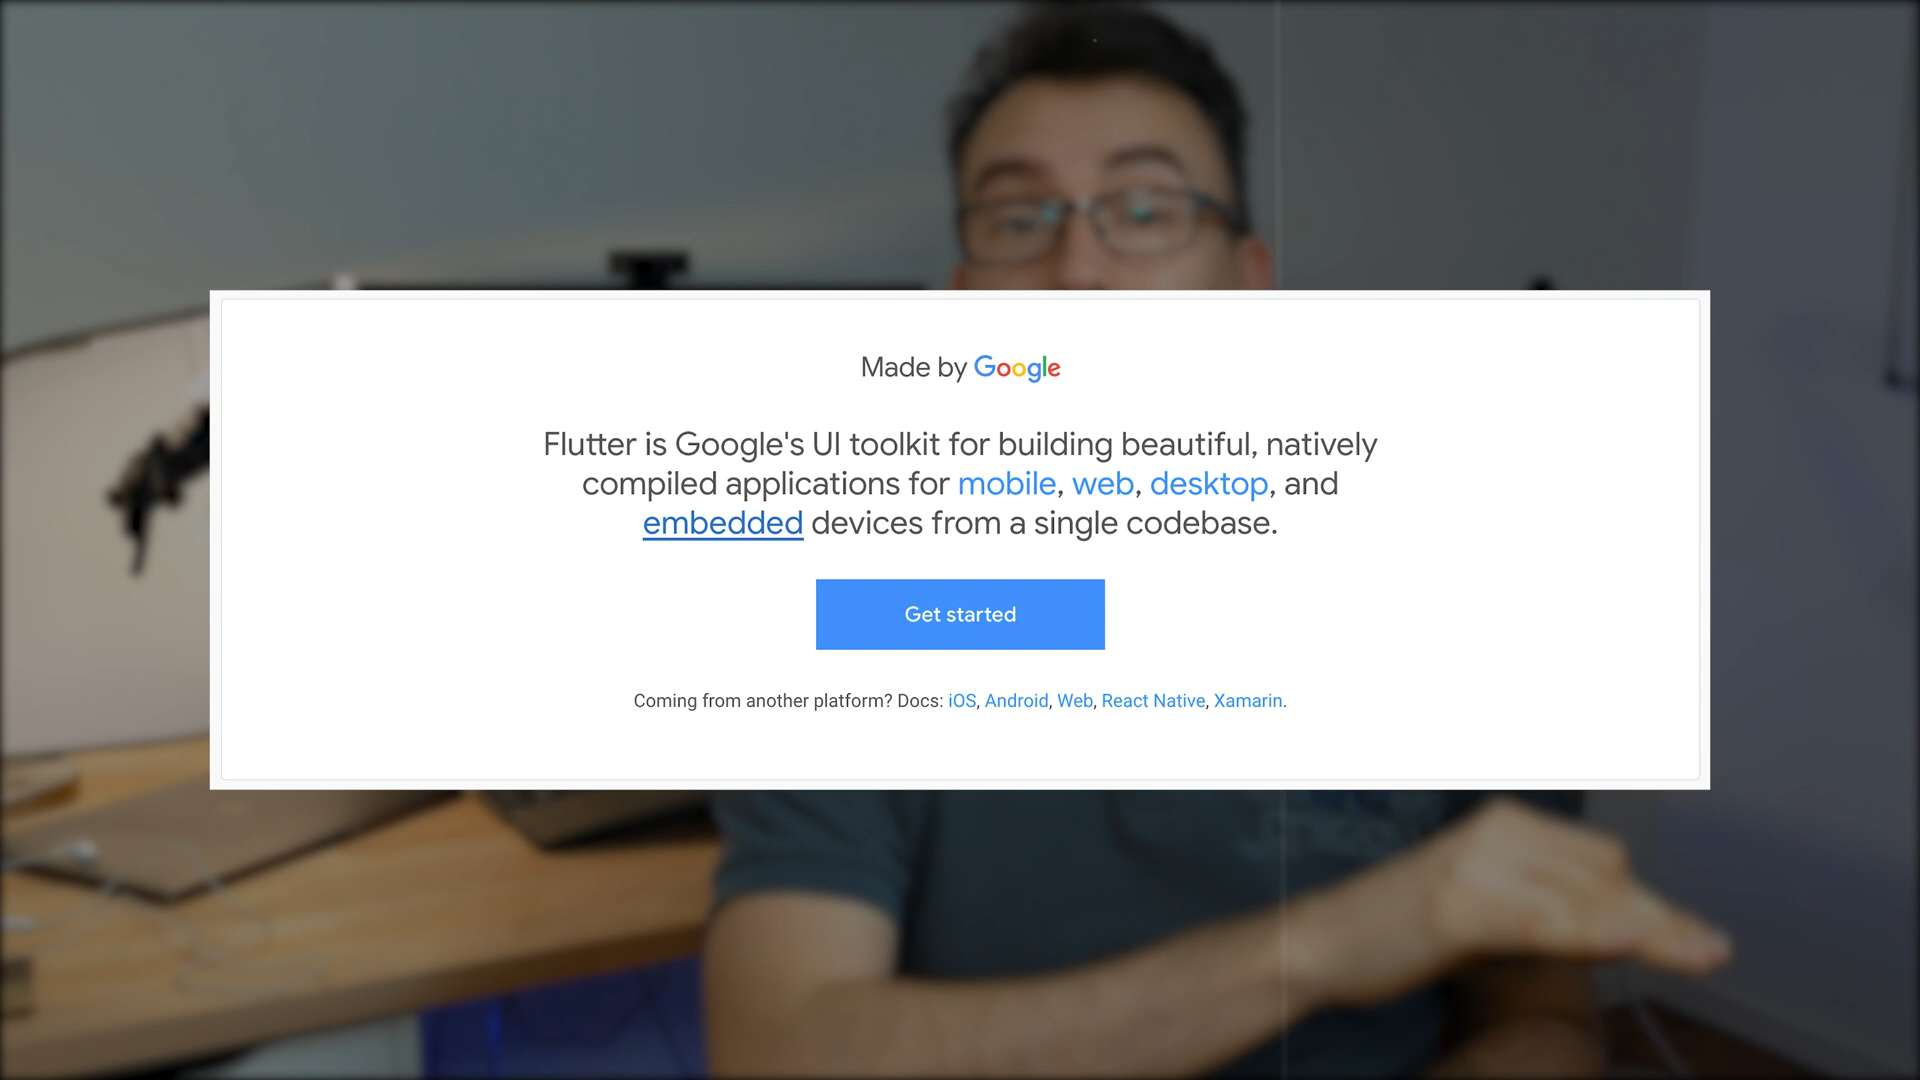 Made by Google
Flutter is Google's UI toolkit for building beautiful, natively
compiled applications for mobile, web, desktop, and
embedded devices from a single codebase.
Get started
Coming from another platform? Docs: iOS, Android, Web, React Native, Xamarin.